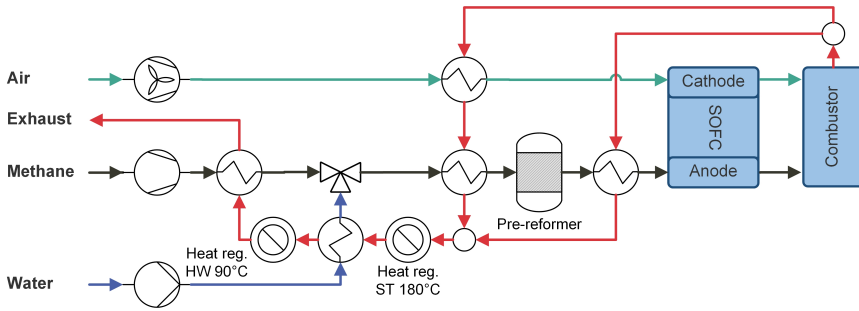 Air
Cathode
Exhaust
SOFC
Combustor
Methane
Anode
Pre-reformer
Heat reg.
HW 90°C
Heat reg.
ST 180°C
Water